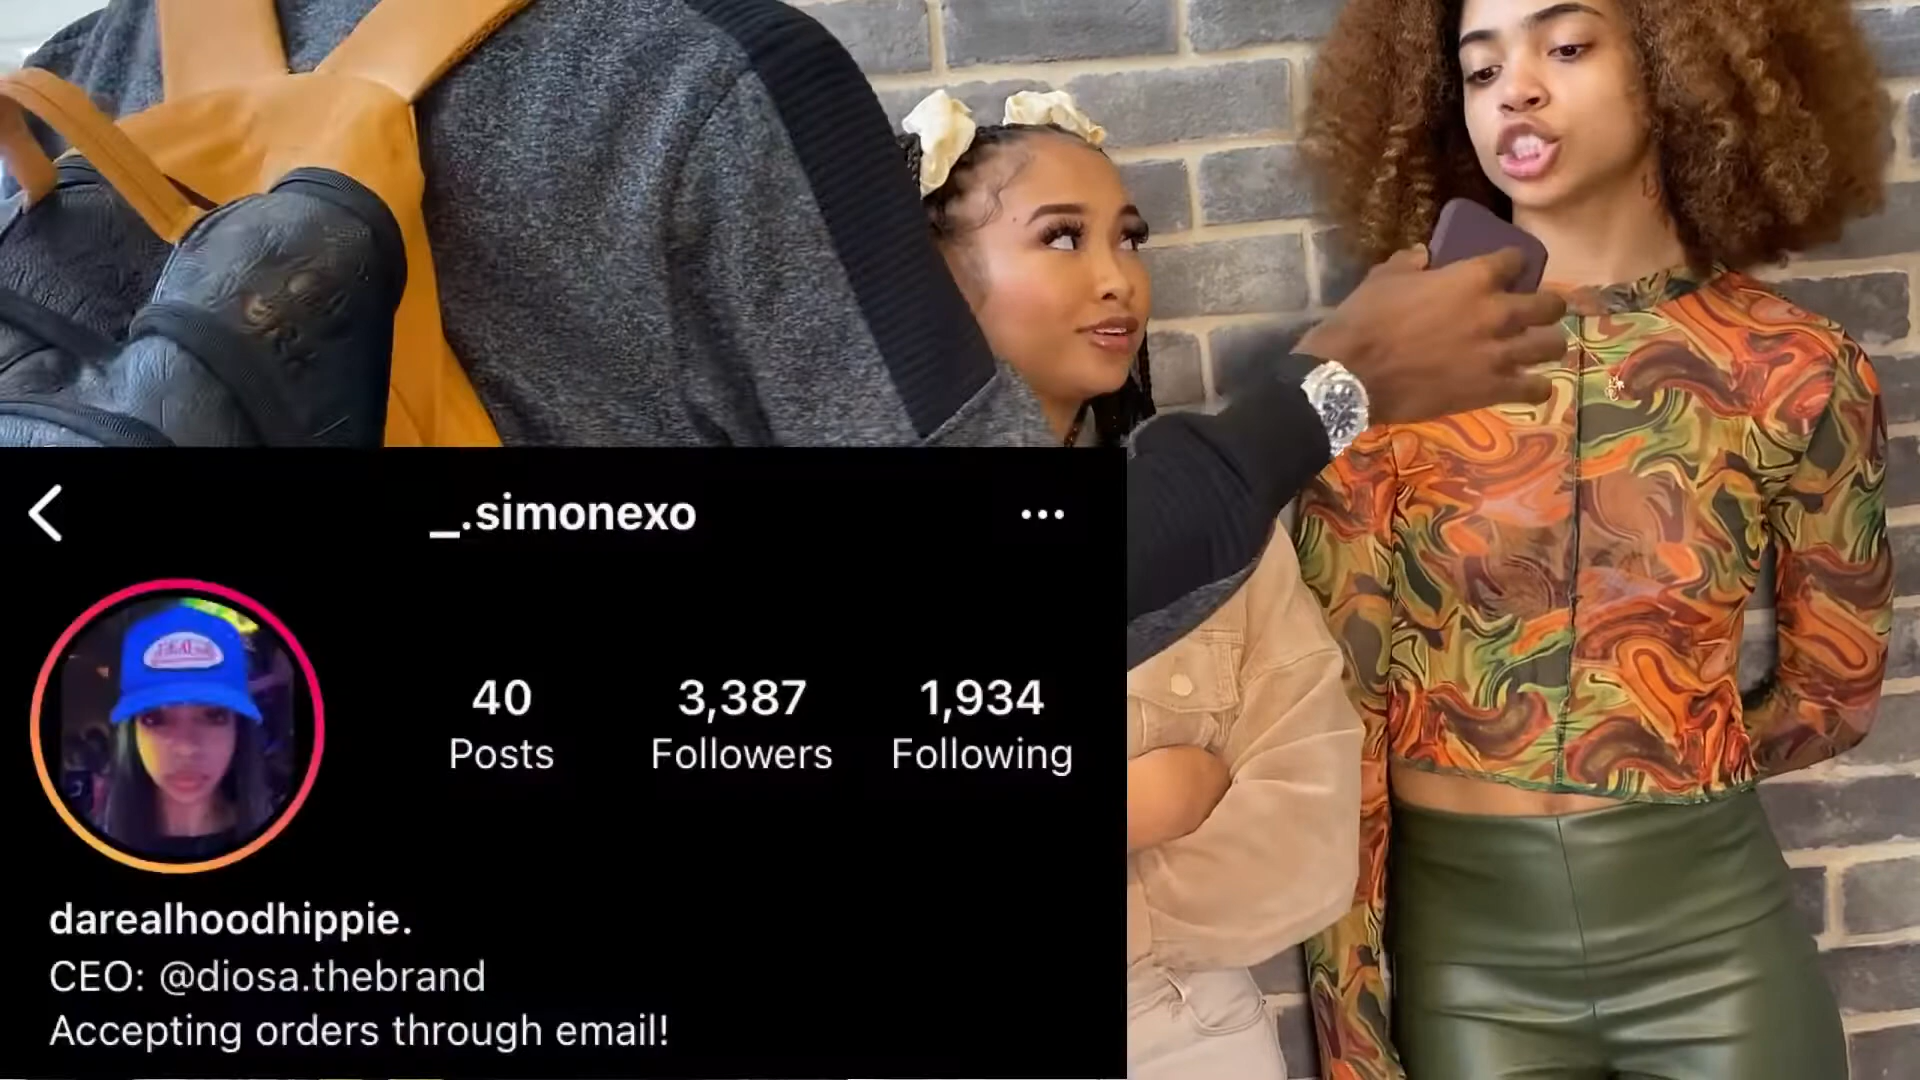 _.simonexo
40
3,387
1,934
Posts
Followers
Following
darealhoodhippie.
CEO: @diosa.thebrand
Accepting orders through email!